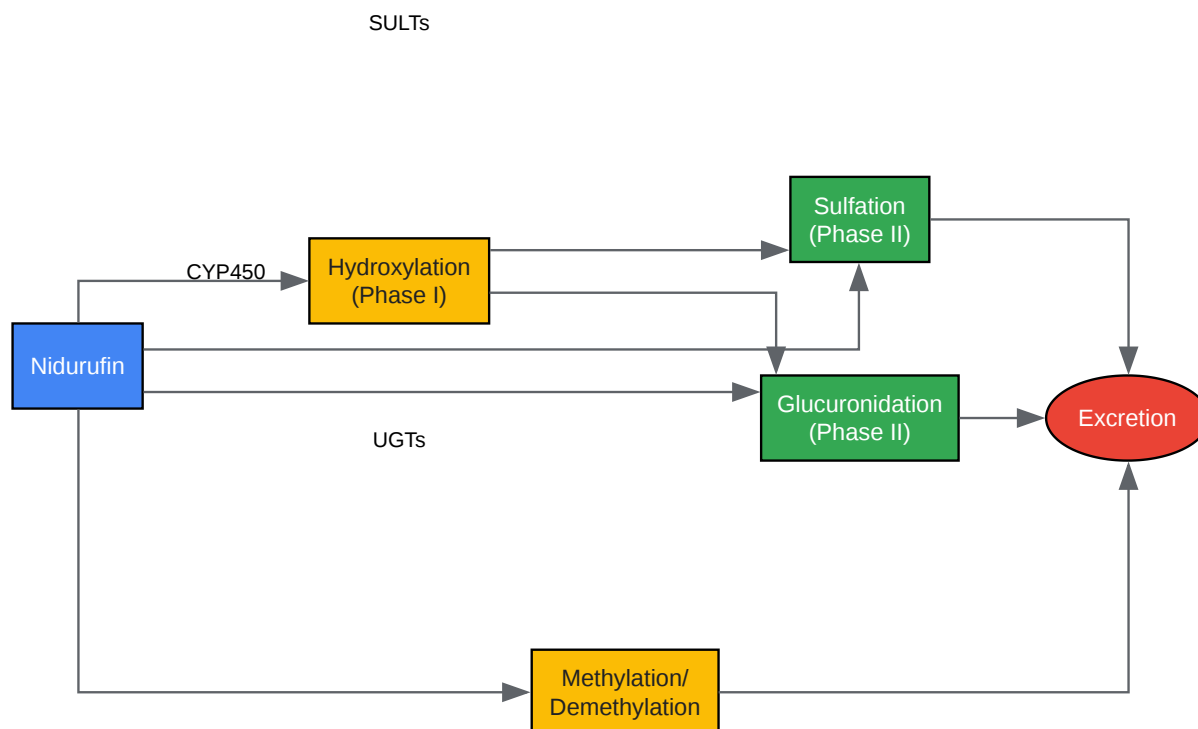 SULTs
Sulfation
(Phase II)
CYP450
Hydroxylation
(Phase I)
Nidurufin
Glucuronidation
(Phase II)
Excretion
UGTs
Methylation/
Demethylation